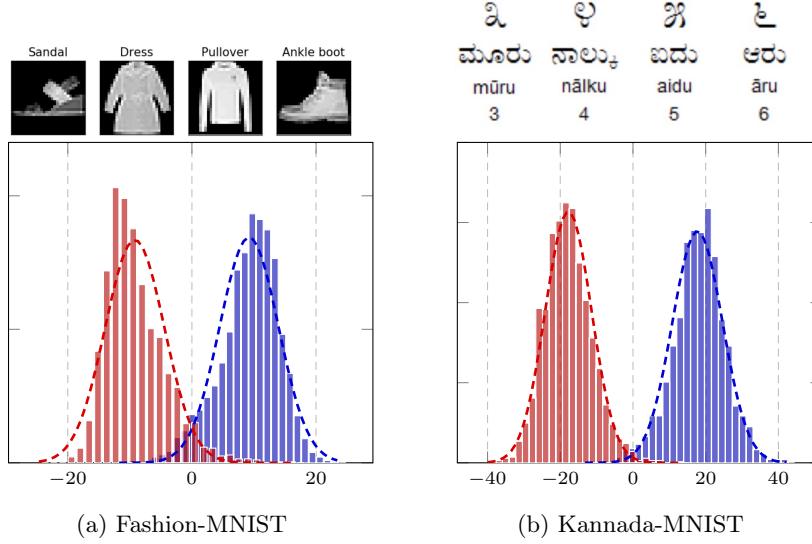 Sandal Dress Pullover Ankle boot
−20 0 20
(a) Fashion-MNIST
೩ ೪ ೫ ೬
ಮೂರು ನಾಲ್ಕು ಐದು ಆರು
mūru nālku aidu āru
3 4 5 6
−40 −20 0 20 40
(b) Kannada-MNIST